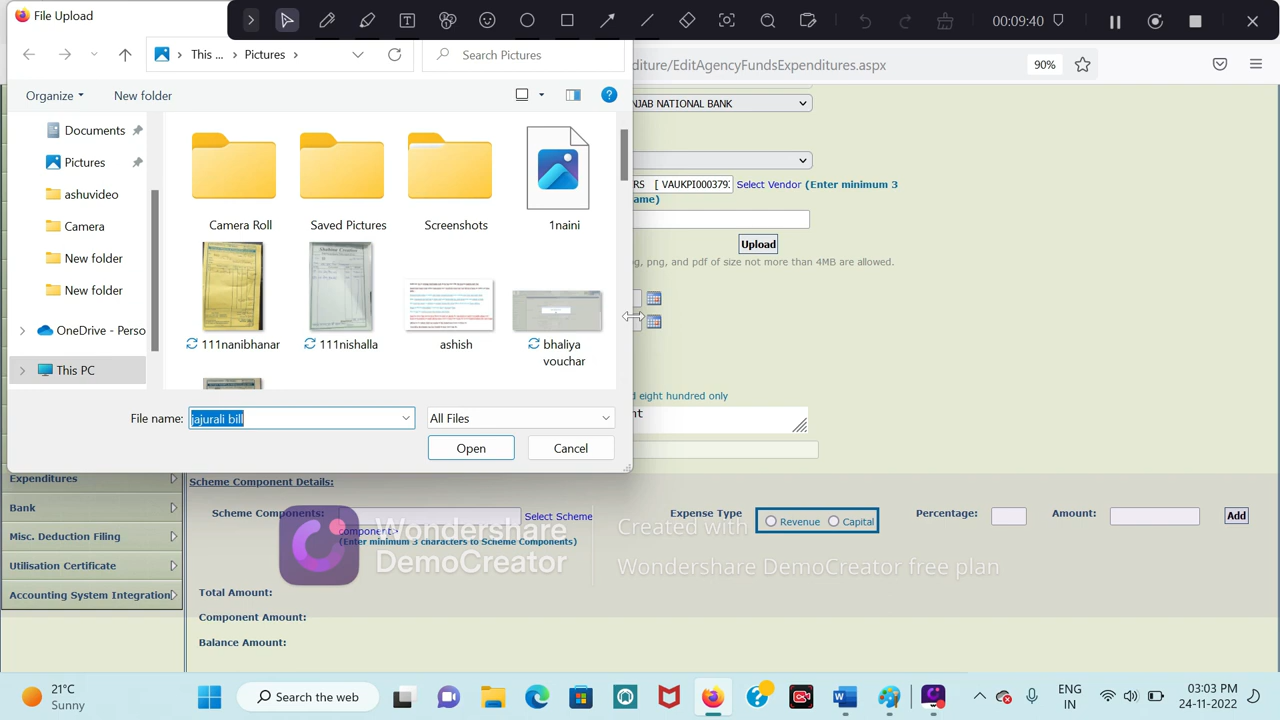 File Upload
00:09:40
This ... > Pictures >
Search Pictures
diture/EditAgencyFundsExpenditures.aspx
90%
Organize
New folder
NJAB NATIONAL BANK
Documents
Pictures
ashuvideo
Camera
New folder
New folder
OneDrive - Perso
This PC
Camera Roll
Saved Pictures
Screenshots
1naini
111nanibhanar
111nishalla
ashish
bhaliya
vouchar
RS [ VAUKPI000379
Select Vendor (Enter minimum 3
ame)
Upload
g, png, and pdf of size not more than 4MB are allowed.
d eight hundred only
nt
File name:
jajurali bill
All Files
Open
Cancel
Expenditures
Bank
Misc. Deduction Filing
Utilisation Certificate
Accounting System Integration
Scheme Component Details:
Scheme Components:
Select Scheme
component>
(Enter minimum 3 characters to Scheme Components)
Expense Type
Revenue
Capital
Percentage:
Amount:
Add
Wondershare
DemoCreator
Created with
Wondershare DemoCreator free plan
Total Amount:
Component Amount:
Balance Amount:
21°C
Sunny
Search the web
ENG
IN
03:03 PM
24-11-2022